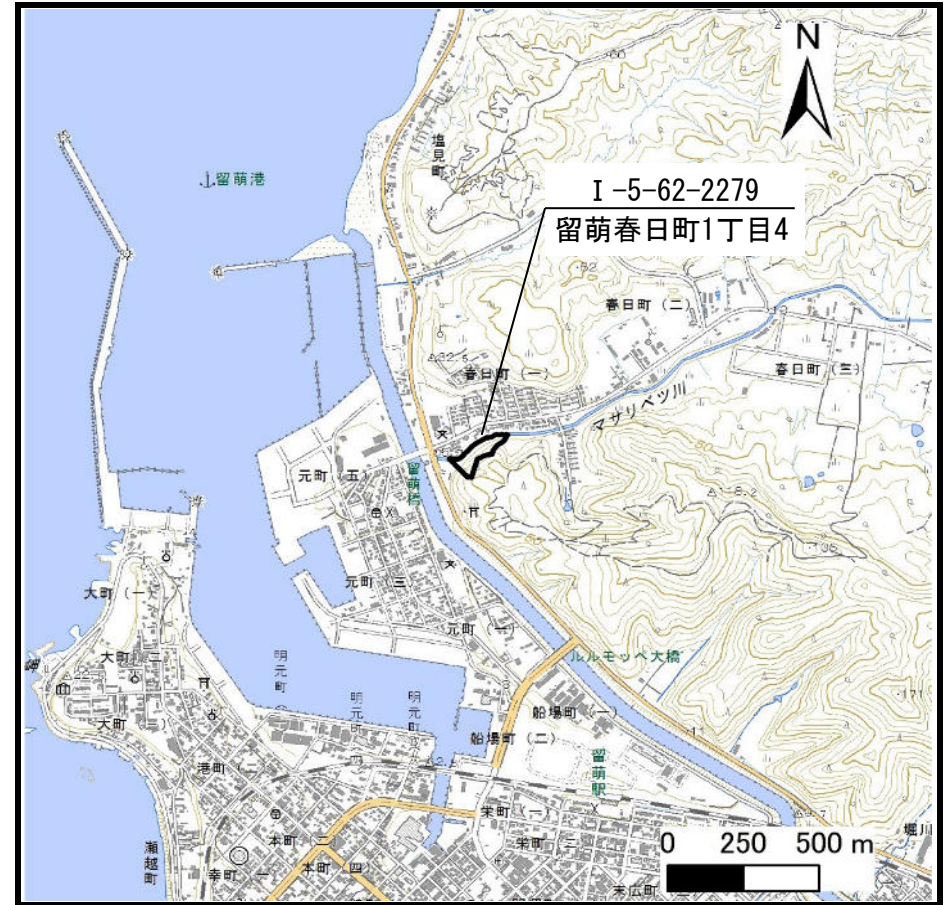 N
塩見町
留萌港
Ⅰ-5-62-2279
留萌春日町1丁目4
春日町(二)
春日町(一)
春日町(三)
マサリベツ川
元町(五)
留萌橋
元町(三
元町(一)
大町(一)
大町(二
大町(三)
明元町
明元町
明元町
ルルモッペ大橋
船場町(一)
船場町(二)
留萌駅
港町(二
栄町(一)
栄町(二
本町(二
本町(四
幸町(一
瀬越町
末広町
堀川
0 250 500 m